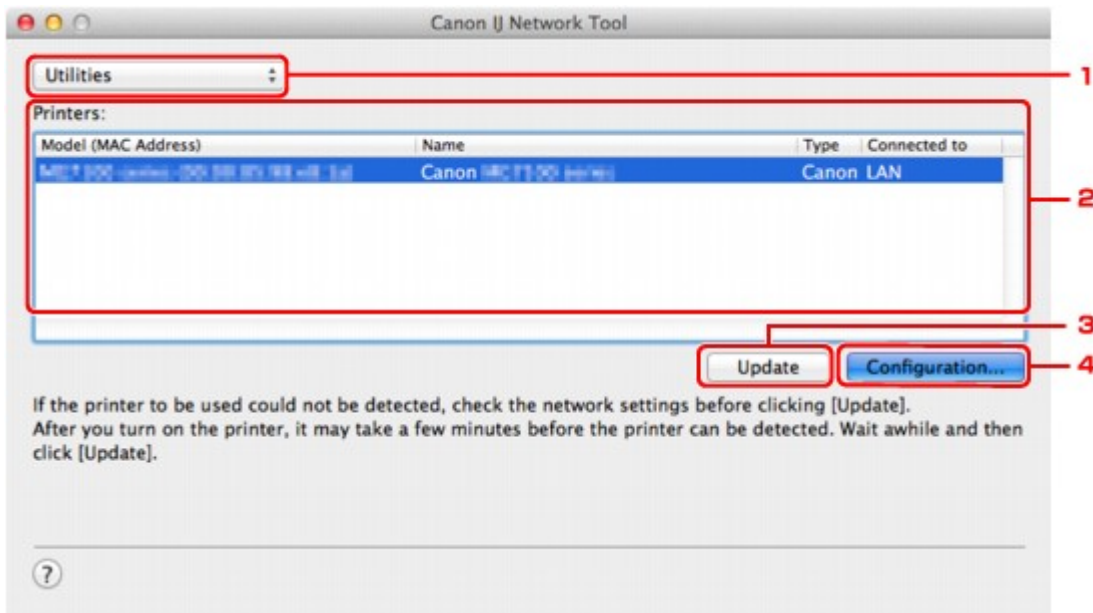 Canon IJ Network Tool
Utilities
1
Printers:
Model (MAC Address) Name Type Connected to
Canon Canon LAN
2
3
Update Configuration...
4
If the printer to be used could not be detected, check the network settings before clicking [Update].
After you turn on the printer, it may take a few minutes before the printer can be detected. Wait awhile and then
click [Update].
?